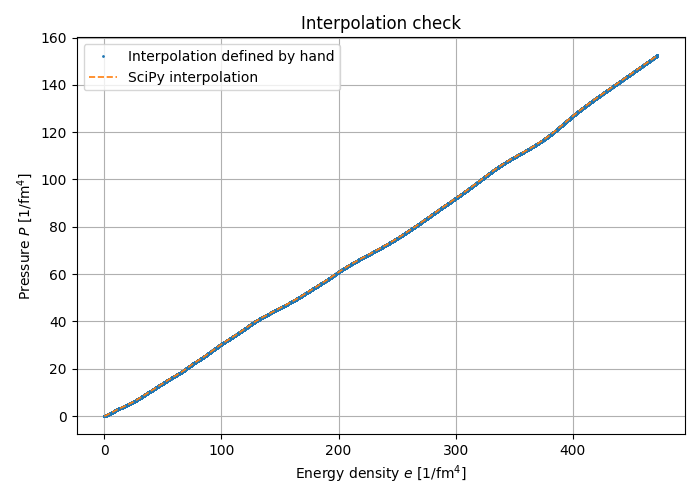 Interpolation check
Interpolation defined by hand
SciPy interpolation
Pressure P [1/fm⁴]
160
140
120
100
80
60
40
20
0
0 100 200 300 400
Energy density e [1/fm⁴]